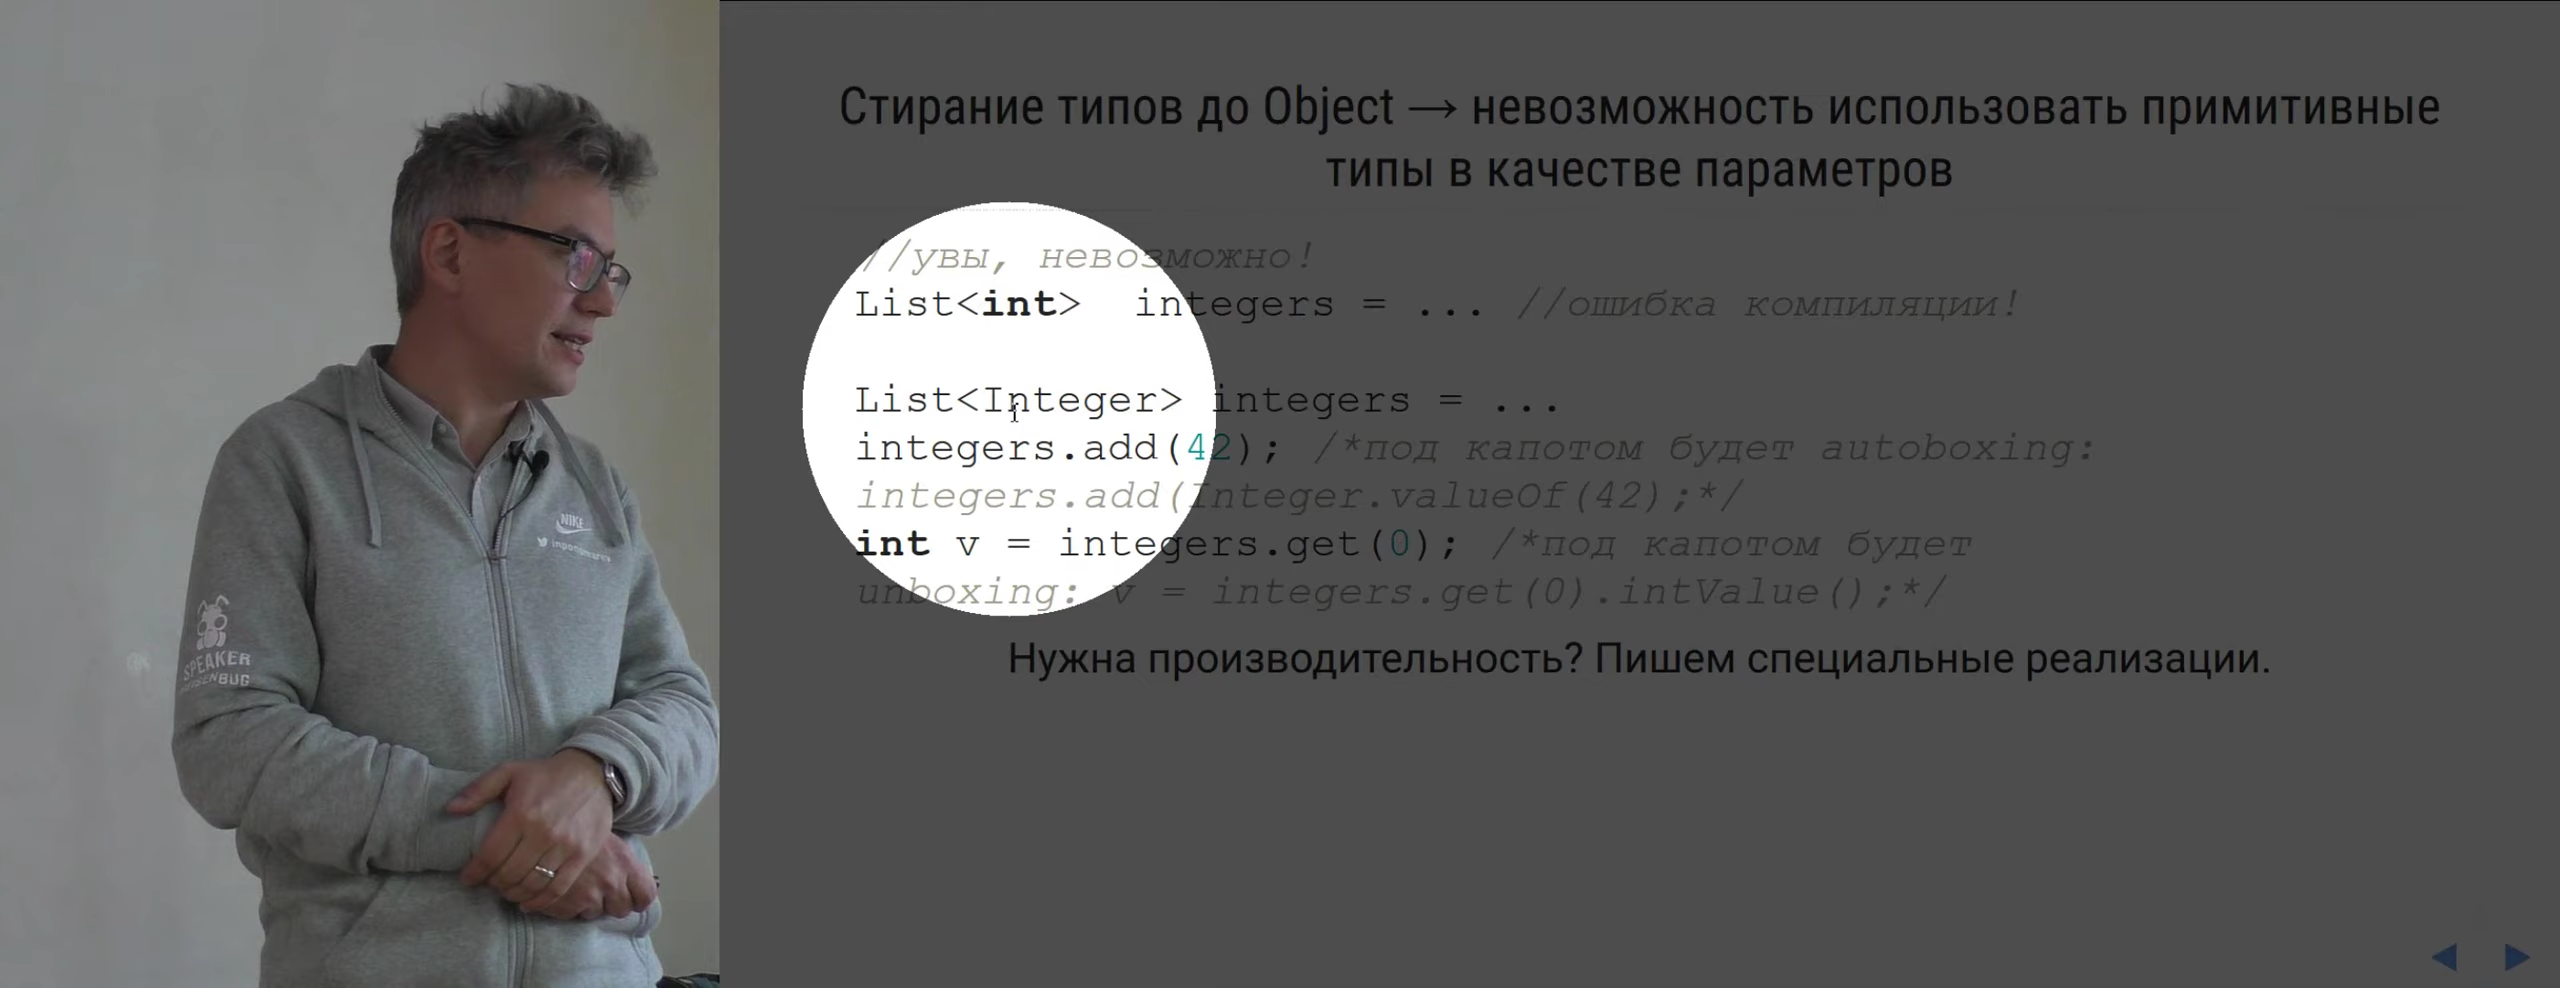 Стирание типов до Object → невозможность использовать примитивные
типы в качестве параметров
//увы, невозможно!
List<int>  integers = ... //ошибка компиляции!
List<Integer> integers = ...
integers.add(42); /*под капотом будет autoboxing:
integers.add(Integer.valueOf(42);*/
int v = integers.get(0); /*под капотом будет
unboxing: v = integers.get(0).intValue();*/
Нужна производительность? Пишем специальные реализации.
NIKE
SPEAKER